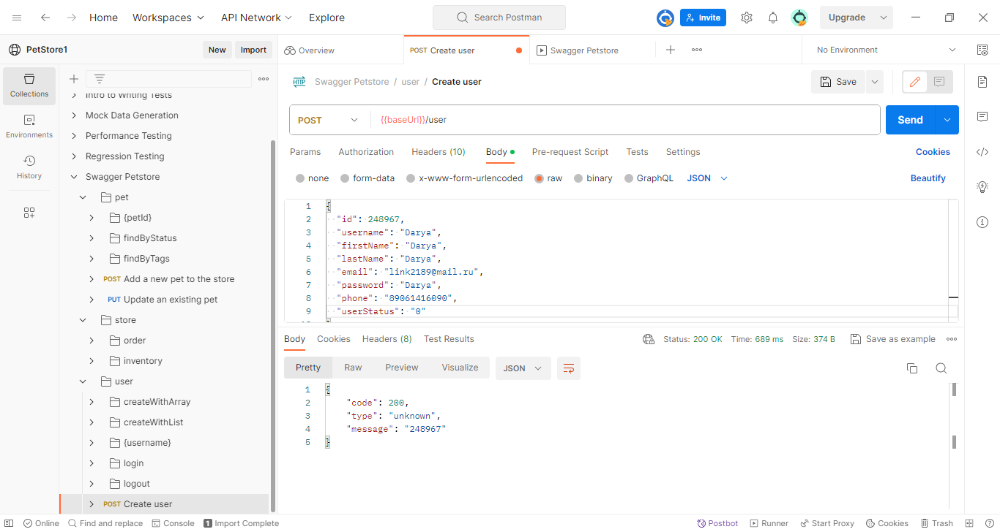 Home Workspaces API Network Explore Search Postman Invite Upgrade
PetStore1 New Import Overview POST Create user Swagger Petstore No Environment
Collections
Environments
History
Intro to Writing Tests
Mock Data Generation
Performance Testing
Regression Testing
Swagger Petstore
pet
{petId}
findByStatus
findByTags
POST Add a new pet to the store
PUT Update an existing pet
store
order
inventory
user
createWithArray
createWithList
{username}
login
logout
POST Create user
HTTP Swagger Petstore / user / Create user Save
POST {{baseUrl}}/user Send
Params Authorization Headers (10) Body Pre-request Script Tests Settings Cookies
none form-data x-www-form-urlencoded raw binary GraphQL JSON Beautify
1 {
2 "id": 248967,
3 "username": "Darya",
4 "firstName": "Darya",
5 "lastName": "Darya",
6 "email": "link2189@mail.ru",
7 "password": "Darya",
8 "phone": "89061416090",
9 "userStatus": "0"
Body Cookies Headers (8) Test Results Status: 200 OK Time: 689 ms Size: 374 B Save as example
Pretty Raw Preview Visualize JSON
1 {
2 "code": 200,
3 "type": "unknown",
4 "message": "248967"
5 }
Online Find and replace Console 1 Import Complete Postbot Runner Start Proxy Cookies Trash